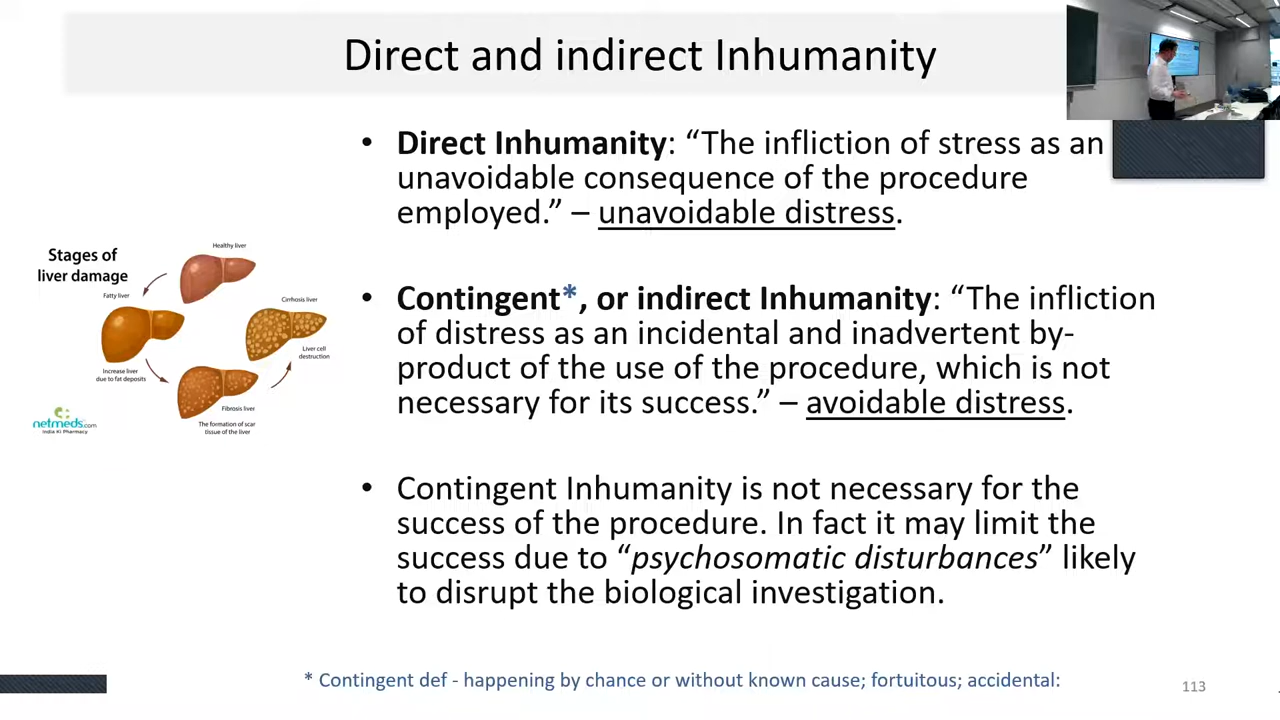 Direct and indirect Inhumanity
• Direct Inhumanity: “The infliction of stress as an
unavoidable consequence of the procedure
employed.” – unavoidable distress.
Stages of
liver damage
Healthy liver
Fatty liver
Cirrhosis liver
Liver cell
destruction
Increase liver
due to fat deposits
Fibrosis liver
The formation of scar
tissue of the liver
netmeds.com
India Ki Pharmacy
• Contingent*, or indirect Inhumanity: “The infliction
of distress as an incidental and inadvertent by-
product of the use of the procedure, which is not
necessary for its success.” – avoidable distress.
• Contingent Inhumanity is not necessary for the
success of the procedure. In fact it may limit the
success due to “psychosomatic disturbances” likely
to disrupt the biological investigation.
* Contingent def - happening by chance or without known cause; fortuitous; accidental:
113